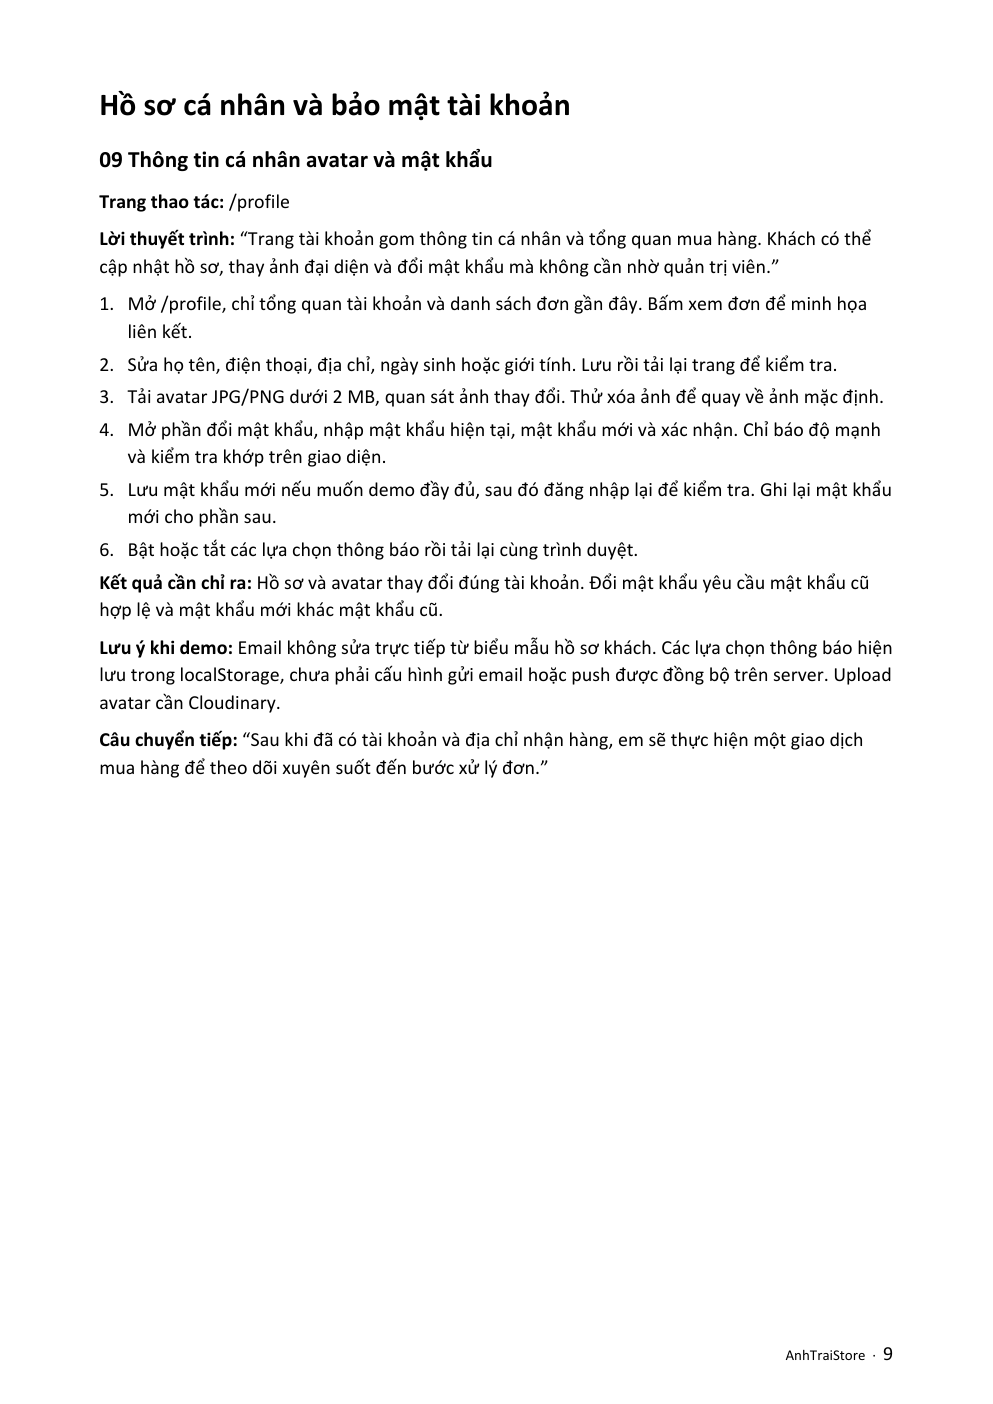 Hồ sơ cá nhân và bảo mật tài khoản
09 Thông tin cá nhân avatar và mật khẩu
Trang thao tác: /profile
Lời thuyết trình: “Trang tài khoản gom thông tin cá nhân và tổng quan mua hàng. Khách có thể
cập nhật hồ sơ, thay ảnh đại diện và đổi mật khẩu mà không cần nhờ quản trị viên.”
1. Mở /profile, chỉ tổng quan tài khoản và danh sách đơn gần đây. Bấm xem đơn để minh họa
liên kết.
2. Sửa họ tên, điện thoại, địa chỉ, ngày sinh hoặc giới tính. Lưu rồi tải lại trang để kiểm tra.
3. Tải avatar JPG/PNG dưới 2 MB, quan sát ảnh thay đổi. Thử xóa ảnh để quay về ảnh mặc định.
4. Mở phần đổi mật khẩu, nhập mật khẩu hiện tại, mật khẩu mới và xác nhận. Chỉ báo độ mạnh
và kiểm tra khớp trên giao diện.
5. Lưu mật khẩu mới nếu muốn demo đầy đủ, sau đó đăng nhập lại để kiểm tra. Ghi lại mật khẩu
mới cho phần sau.
6. Bật hoặc tắt các lựa chọn thông báo rồi tải lại cùng trình duyệt.
Kết quả cần chỉ ra: Hồ sơ và avatar thay đổi đúng tài khoản. Đổi mật khẩu yêu cầu mật khẩu cũ
hợp lệ và mật khẩu mới khác mật khẩu cũ.
Lưu ý khi demo: Email không sửa trực tiếp từ biểu mẫu hồ sơ khách. Các lựa chọn thông báo hiện
lưu trong localStorage, chưa phải cấu hình gửi email hoặc push được đồng bộ trên server. Upload
avatar cần Cloudinary.
Câu chuyển tiếp: “Sau khi đã có tài khoản và địa chỉ nhận hàng, em sẽ thực hiện một giao dịch
mua hàng để theo dõi xuyên suốt đến bước xử lý đơn.”
AnhTraiStore · 9